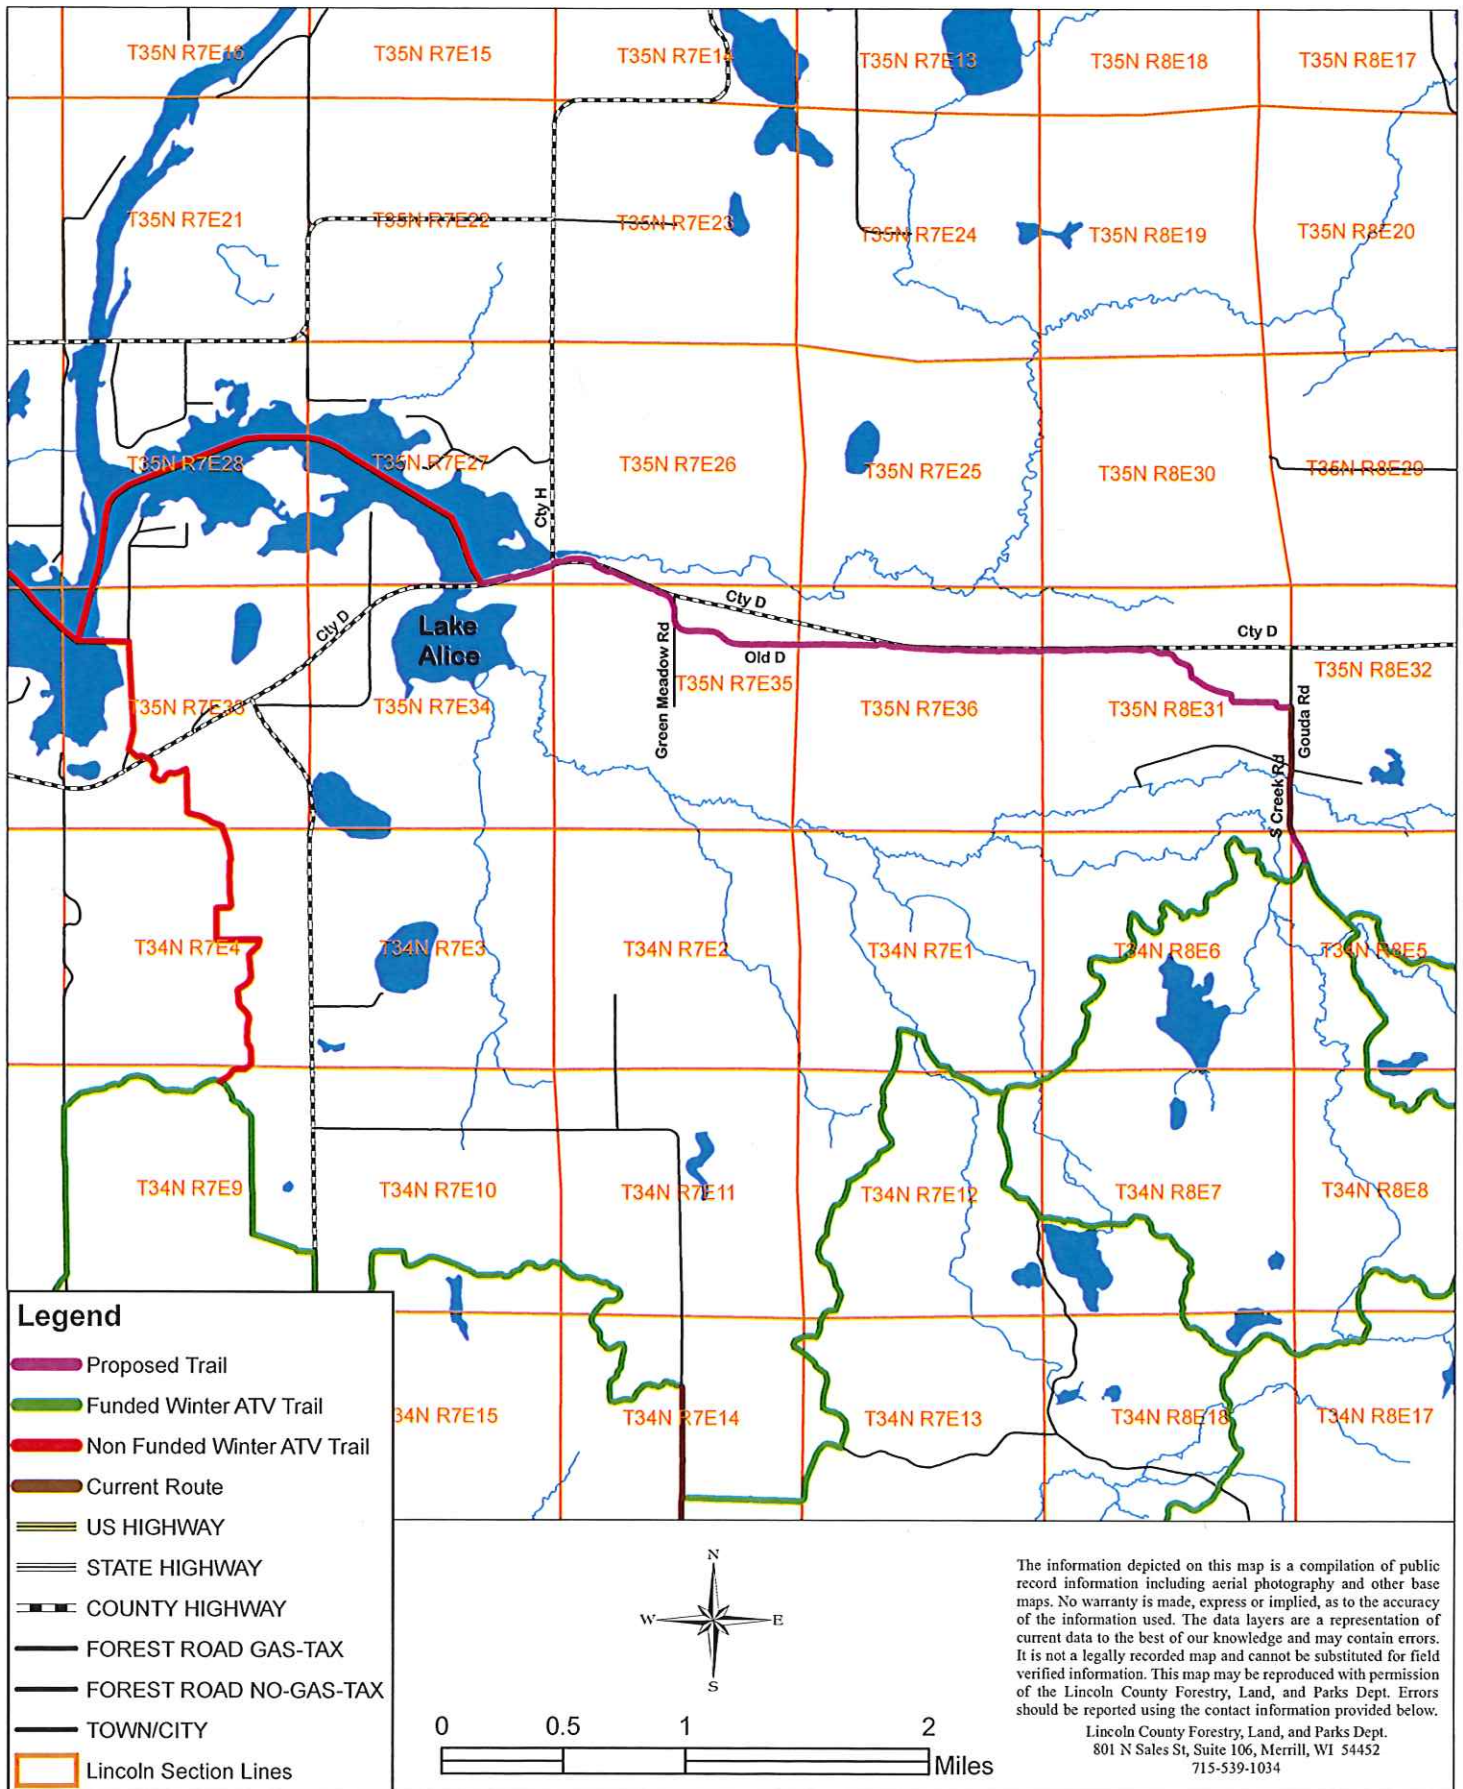 T35N R7E16
T35N R7E15
T35N R7E14
T35N R7E13
T35N R8E18
T35N R8E17
T35N R7E21
T35N R7E22
T35N R7E23
T35N R7E24
T35N R8E19
T35N R8E20
T35N R7E28
T35N R7E27
T35N R7E26
T35N R7E25
T35N R8E30
T35N R8E29
Cty H
Cty D
Cty D
Cty D
Lake
Alice
Green Meadow Rd
Old D
Gouda Rd
S Creek Rd
T35N R7E33
T35N R7E34
T35N R7E35
T35N R7E36
T35N R8E31
T35N R8E32
T34N R7E4
T34N R7E3
T34N R7E2
T34N R7E1
T34N R8E6
T34N R8E5
T34N R7E9
T34N R7E10
T34N R7E11
T34N R7E12
T34N R8E7
T34N R8E8
34N R7E15
T34N R7E14
T34N R7E13
T34N R8E18
T34N R8E17
Legend
Proposed Trail
Funded Winter ATV Trail
Non Funded Winter ATV Trail
Current Route
US HIGHWAY
STATE HIGHWAY
COUNTY HIGHWAY
FOREST ROAD GAS-TAX
FOREST ROAD NO-GAS-TAX
TOWN/CITY
Lincoln Section Lines
N
W E
S
0 0.5 1 2
Miles
The information depicted on this map is a compilation of public
record information including aerial photography and other base
maps. No warranty is made, express or implied, as to the accuracy
of the information used. The data layers are a representation of
current data to the best of our knowledge and may contain errors.
It is not a legally recorded map and cannot be substituted for field
verified information. This map may be reproduced with permission
of the Lincoln County Forestry, Land, and Parks Dept. Errors
should be reported using the contact information provided below.
Lincoln County Forestry, Land, and Parks Dept.
801 N Sales St, Suite 106, Merrill, WI 54452
715-539-1034